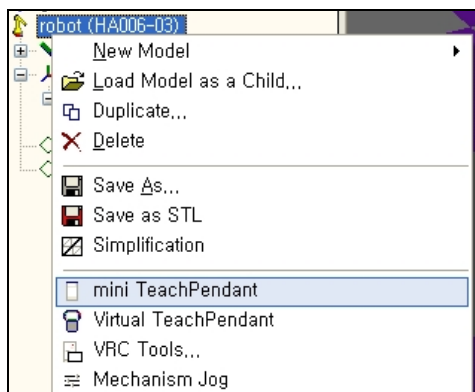 robot (HA006-03)
New Model
Load Model as a Child...
Duplicate...
Delete
Save As...
Save as STL
Simplification
mini TeachPendant
Virtual TeachPendant
VRC Tools...
Mechanism Jog